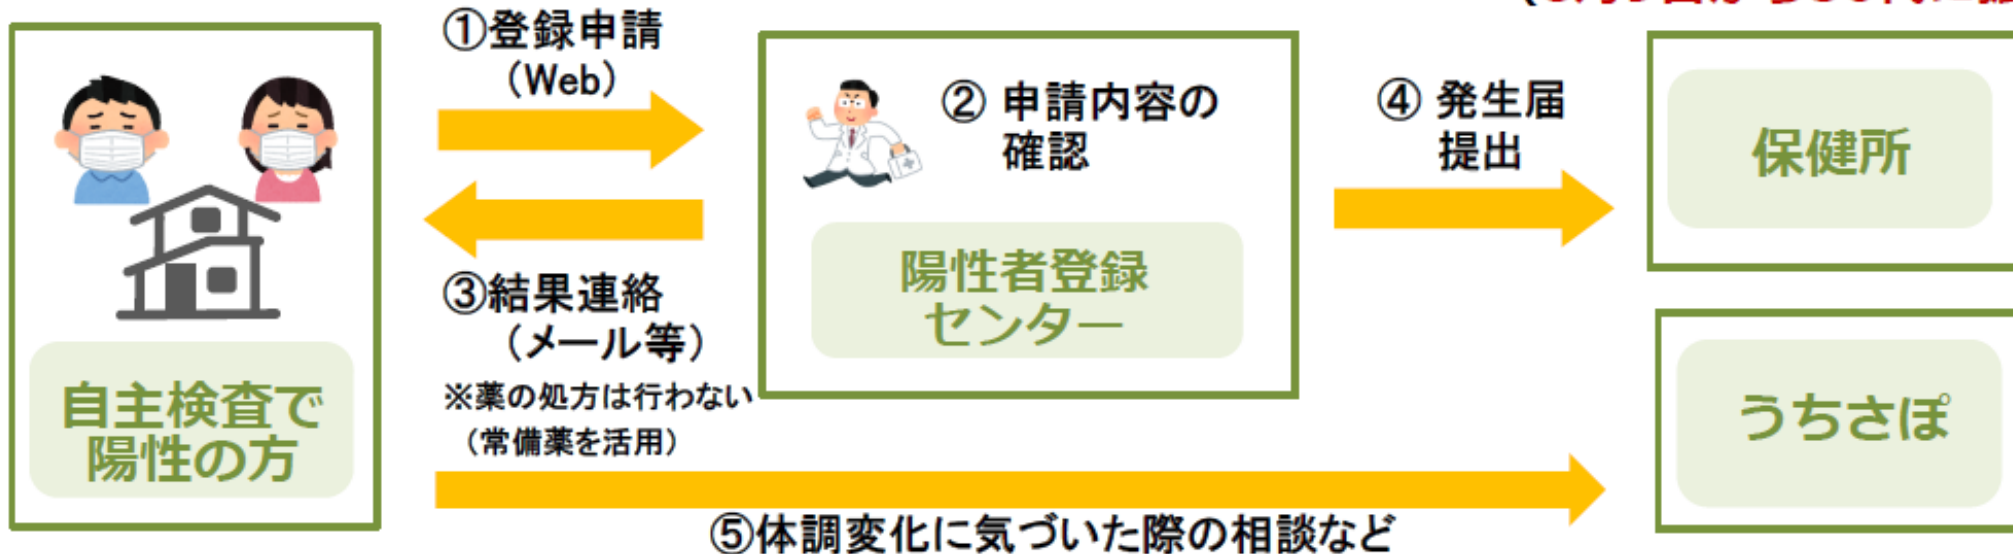 ①登録申請
（Web）
② 申請内容の
確認
④ 発生届
提出
保健所
陽性者登録
センター
③結果連絡
（メール等）
※薬の処方は行わない
（常備薬を活用）
自主検査で
陽性の方
うちさぽ
⑤体調変化に気づいた際の相談など